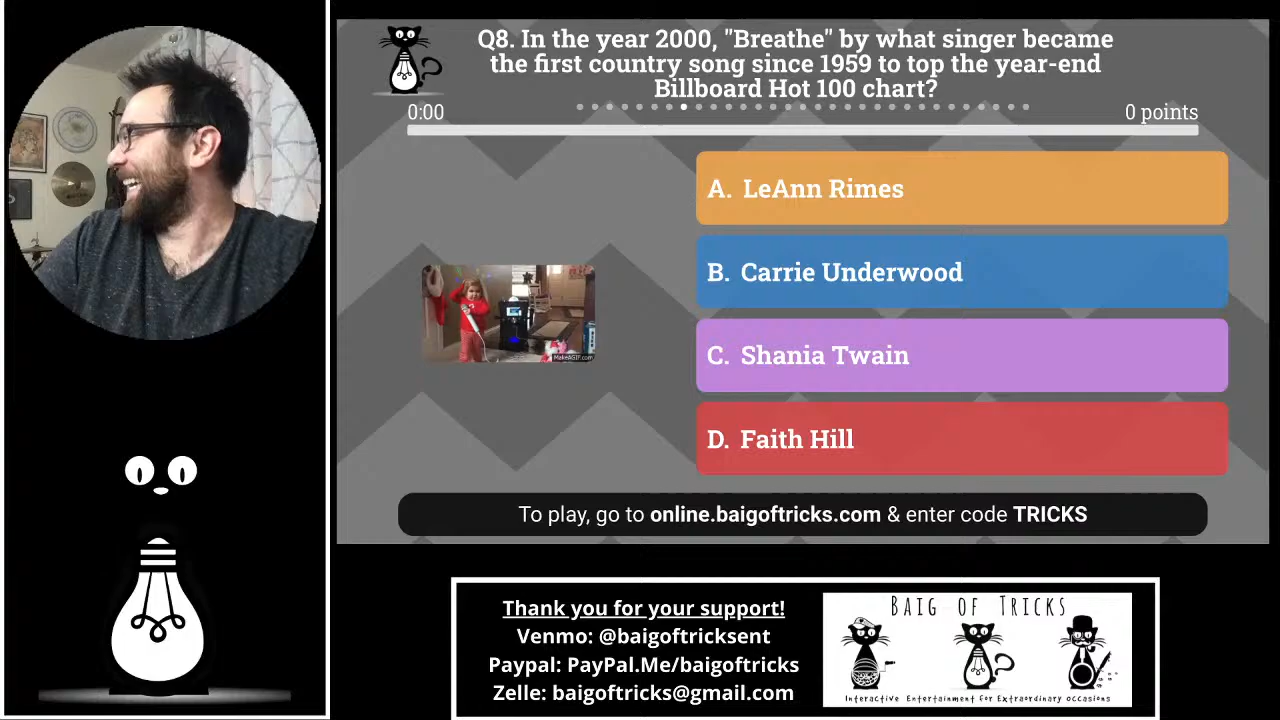 Q8. In the year 2000, "Breathe" by what singer became
the first country song since 1959 to top the year-end
Billboard Hot 100 chart?
0:00
0 points
A. LeAnn Rimes
B. Carrie Underwood
C. Shania Twain
D. Faith Hill
MakeAGIF.com
To play, go to online.baigoftricks.com & enter code TRICKS
Thank you for your support!
Venmo: @baigoftricksent
Paypal: PayPal.Me/baigoftricks
Zelle: baigoftricks@gmail.com
BAIG OF TRICKS
Interactive Entertainment for Extraordinary occasions